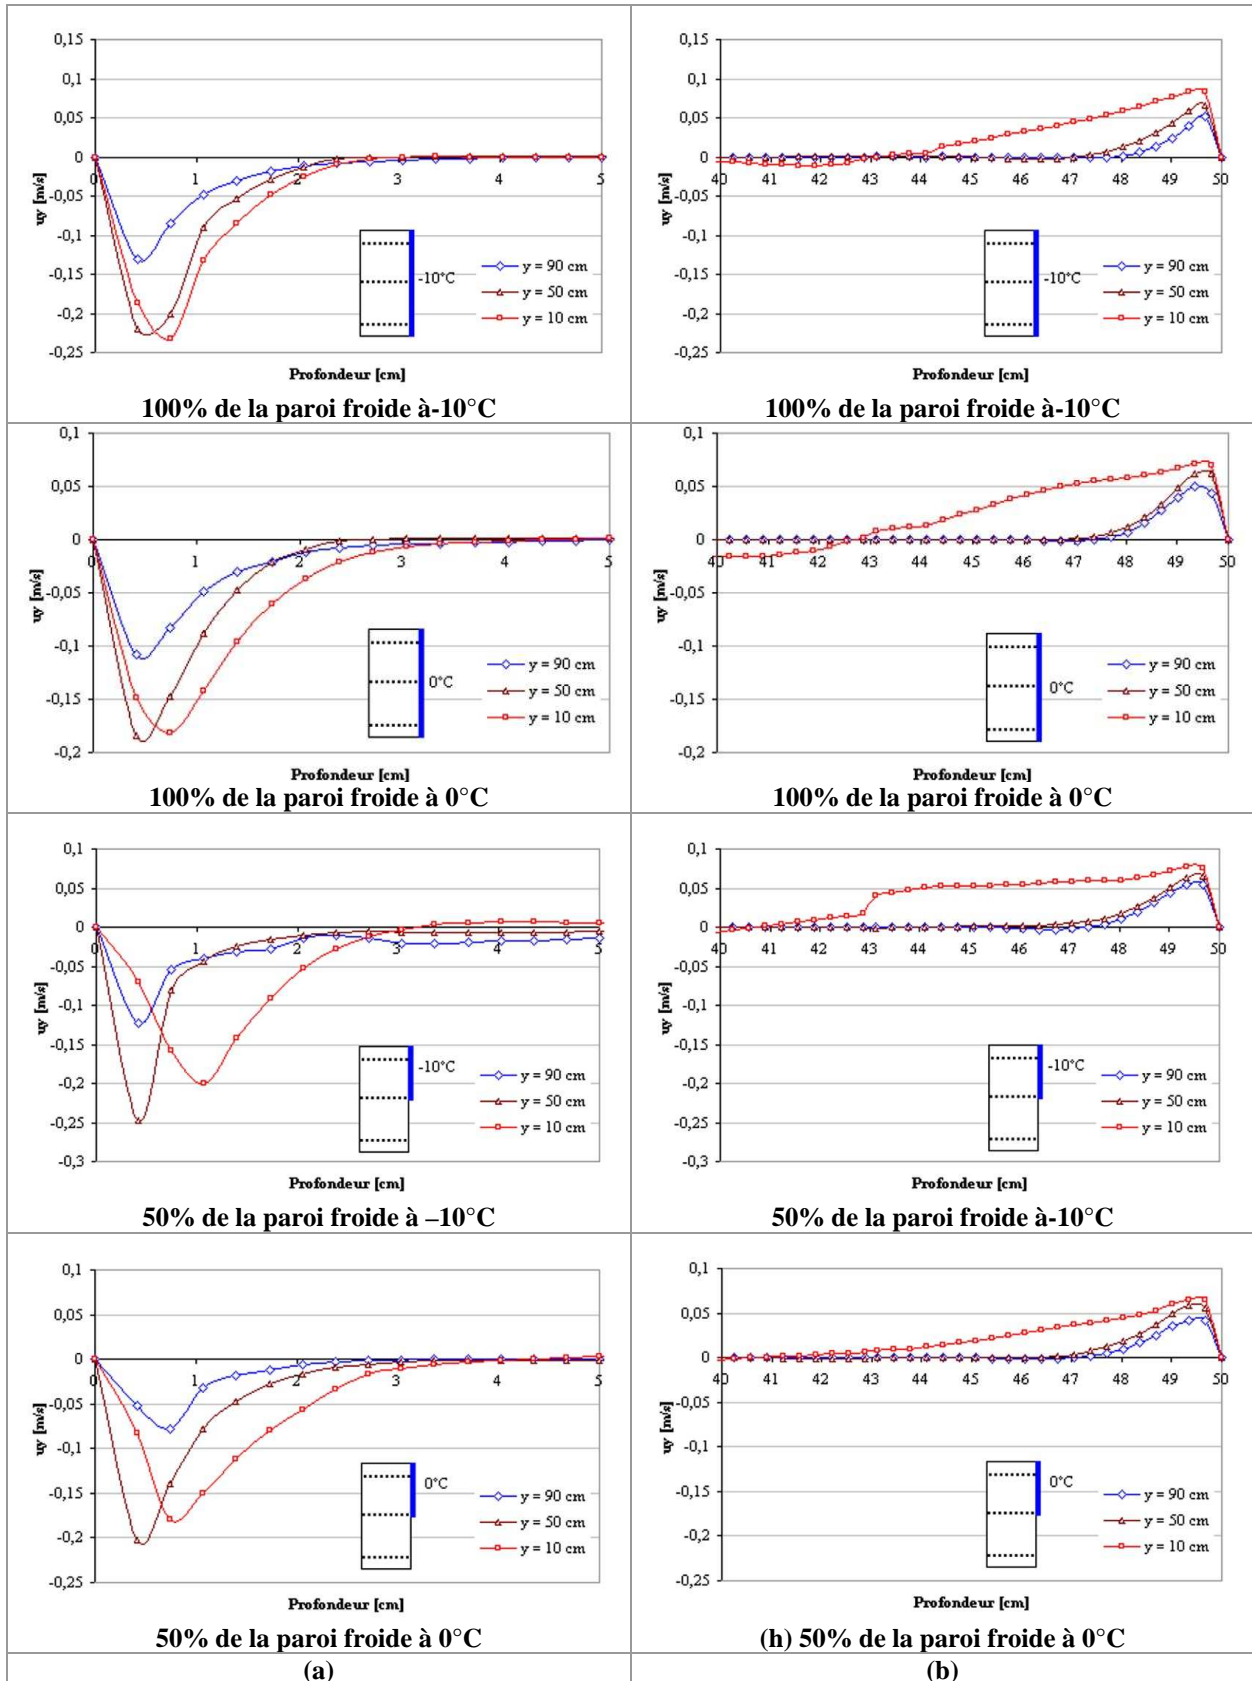 0,15
0,1
0,05
0
-0,05
-0,1
-0,15
-0,2
-0,25
uy [m/s]
0 1 2 3 4 5
-10°C
y = 90 cm
y = 50 cm
y = 10 cm
Profondeur [cm]
100% de la paroi froide à-10°C
0,15
0,1
0,05
0
-0,05
-0,1
-0,15
-0,2
-0,25
uy [m/s]
40 41 42 43 44 45 46 47 48 49 50
-10°C
y = 90 cm
y = 50 cm
y = 10 cm
Profondeur [cm]
100% de la paroi froide à-10°C
0,1
0,05
0
-0,05
-0,1
-0,15
-0,2
uy [m/s]
0 1 2 3 4 5
0°C
y = 90 cm
y = 50 cm
y = 10 cm
Profondeur [cm]
100% de la paroi froide à 0°C
0,1
0,05
0
-0,05
-0,1
-0,15
-0,2
uy [m/s]
40 41 42 43 44 45 46 47 48 49 50
0°C
y = 90 cm
y = 50 cm
y = 10 cm
Profondeur [cm]
100% de la paroi froide à 0°C
0,1
0,05
0
-0,05
-0,1
-0,15
-0,2
-0,25
-0,3
uy [m/s]
0 1 2 3 4 5
-10°C
y = 90 cm
y = 50 cm
y = 10 cm
Profondeur [cm]
50% de la paroi froide à –10°C
0,1
0,05
0
-0,05
-0,1
-0,15
-0,2
-0,25
-0,3
uy [m/s]
40 41 42 43 44 45 46 47 48 49 50
-10°C
y = 90 cm
y = 50 cm
y = 10 cm
Profondeur [cm]
50% de la paroi froide à-10°C
0,1
0,05
0
-0,05
-0,1
-0,15
-0,2
-0,25
uy [m/s]
0 1 2 3 4 5
0°C
y = 90 cm
y = 50 cm
y = 10 cm
Profondeur [cm]
50% de la paroi froide à 0°C
0,1
0,05
0
-0,05
-0,1
-0,15
-0,2
-0,25
uy [m/s]
40 41 42 43 44 45 46 47 48 49 50
0°C
y = 90 cm
y = 50 cm
y = 10 cm
Profondeur [cm]
(h) 50% de la paroi froide à 0°C
(a)
(b)